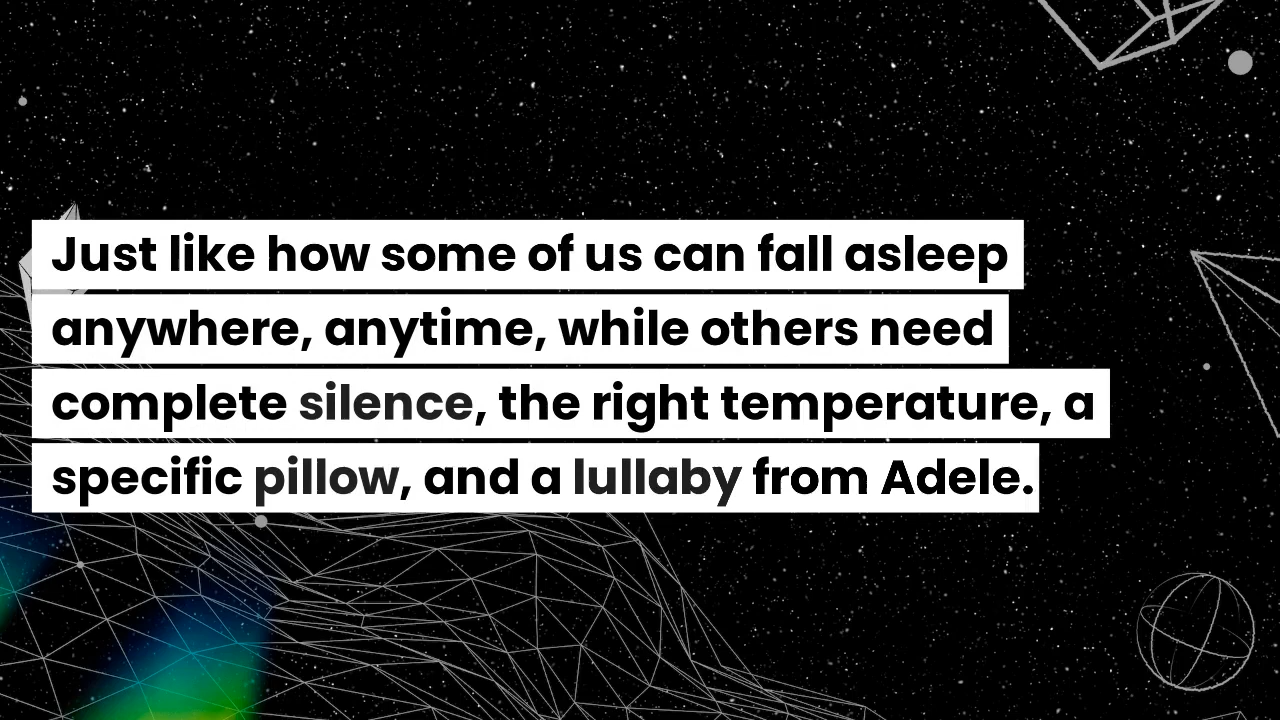 Just like how some of us can fall asleep
anywhere, anytime, while others need
complete silence, the right temperature, a
specific pillow, and a lullaby from Adele.